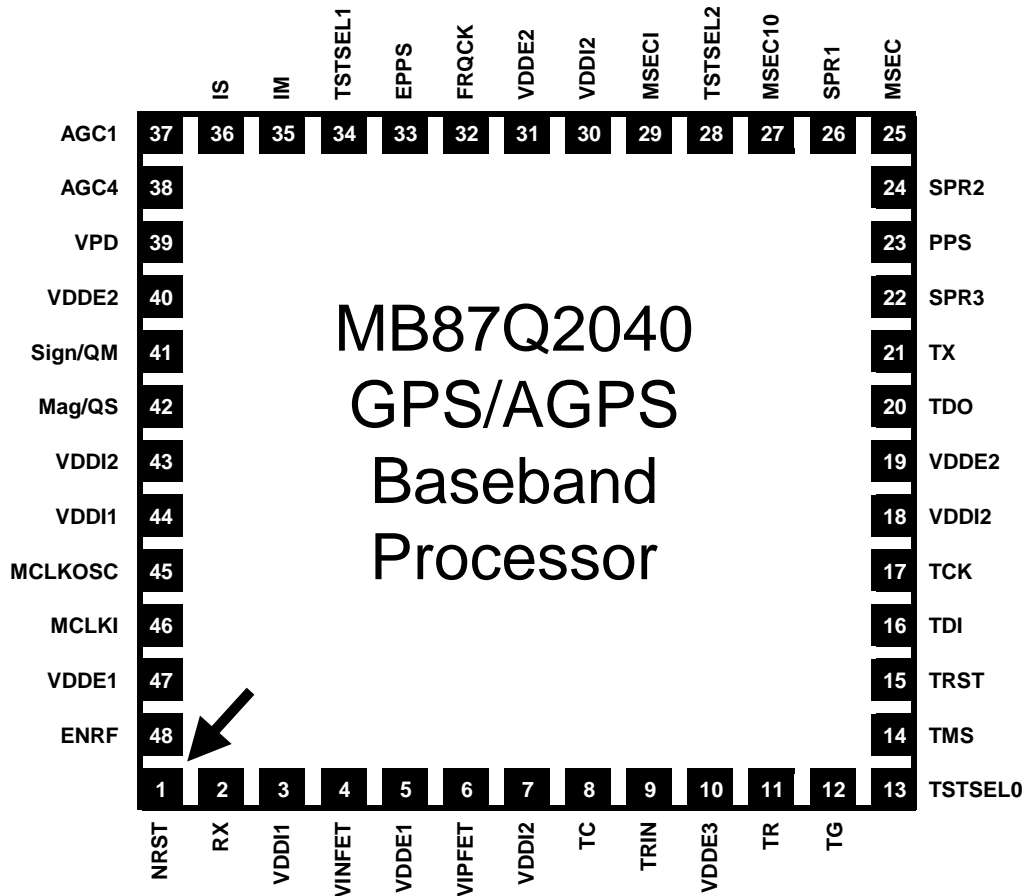 IS
IM
TSTSEL1
EPPS
FRQCK
VDDE2
VDDI2
MSECI
TSTSEL2
MSEC10
SPR1
MSEC
AGC1 37 36 35 34 33 32 31 30 29 28 27 26 25
AGC4 38 24 SPR2
VPD 39 23 PPS
VDDE2 40 22 SPR3
Sign/QM 41 21 TX
Mag/QS 42 20 TDO
VDDI2 43 19 VDDE2
VDDI1 44 18 VDDI2
MCLKOSC 45 17 TCK
MCLKI 46 16 TDI
VDDE1 47 15 TRST
ENRF 48 14 TMS
MB87Q2040
GPS/AGPS
Baseband
Processor
1 2 3 4 5 6 7 8 9 10 11 12 13 TSTSEL0
NRST
RX
VDDI1
VINFET
VDDE1
VIPFET
VDDI2
TC
TRIN
VDDE3
TR
TG